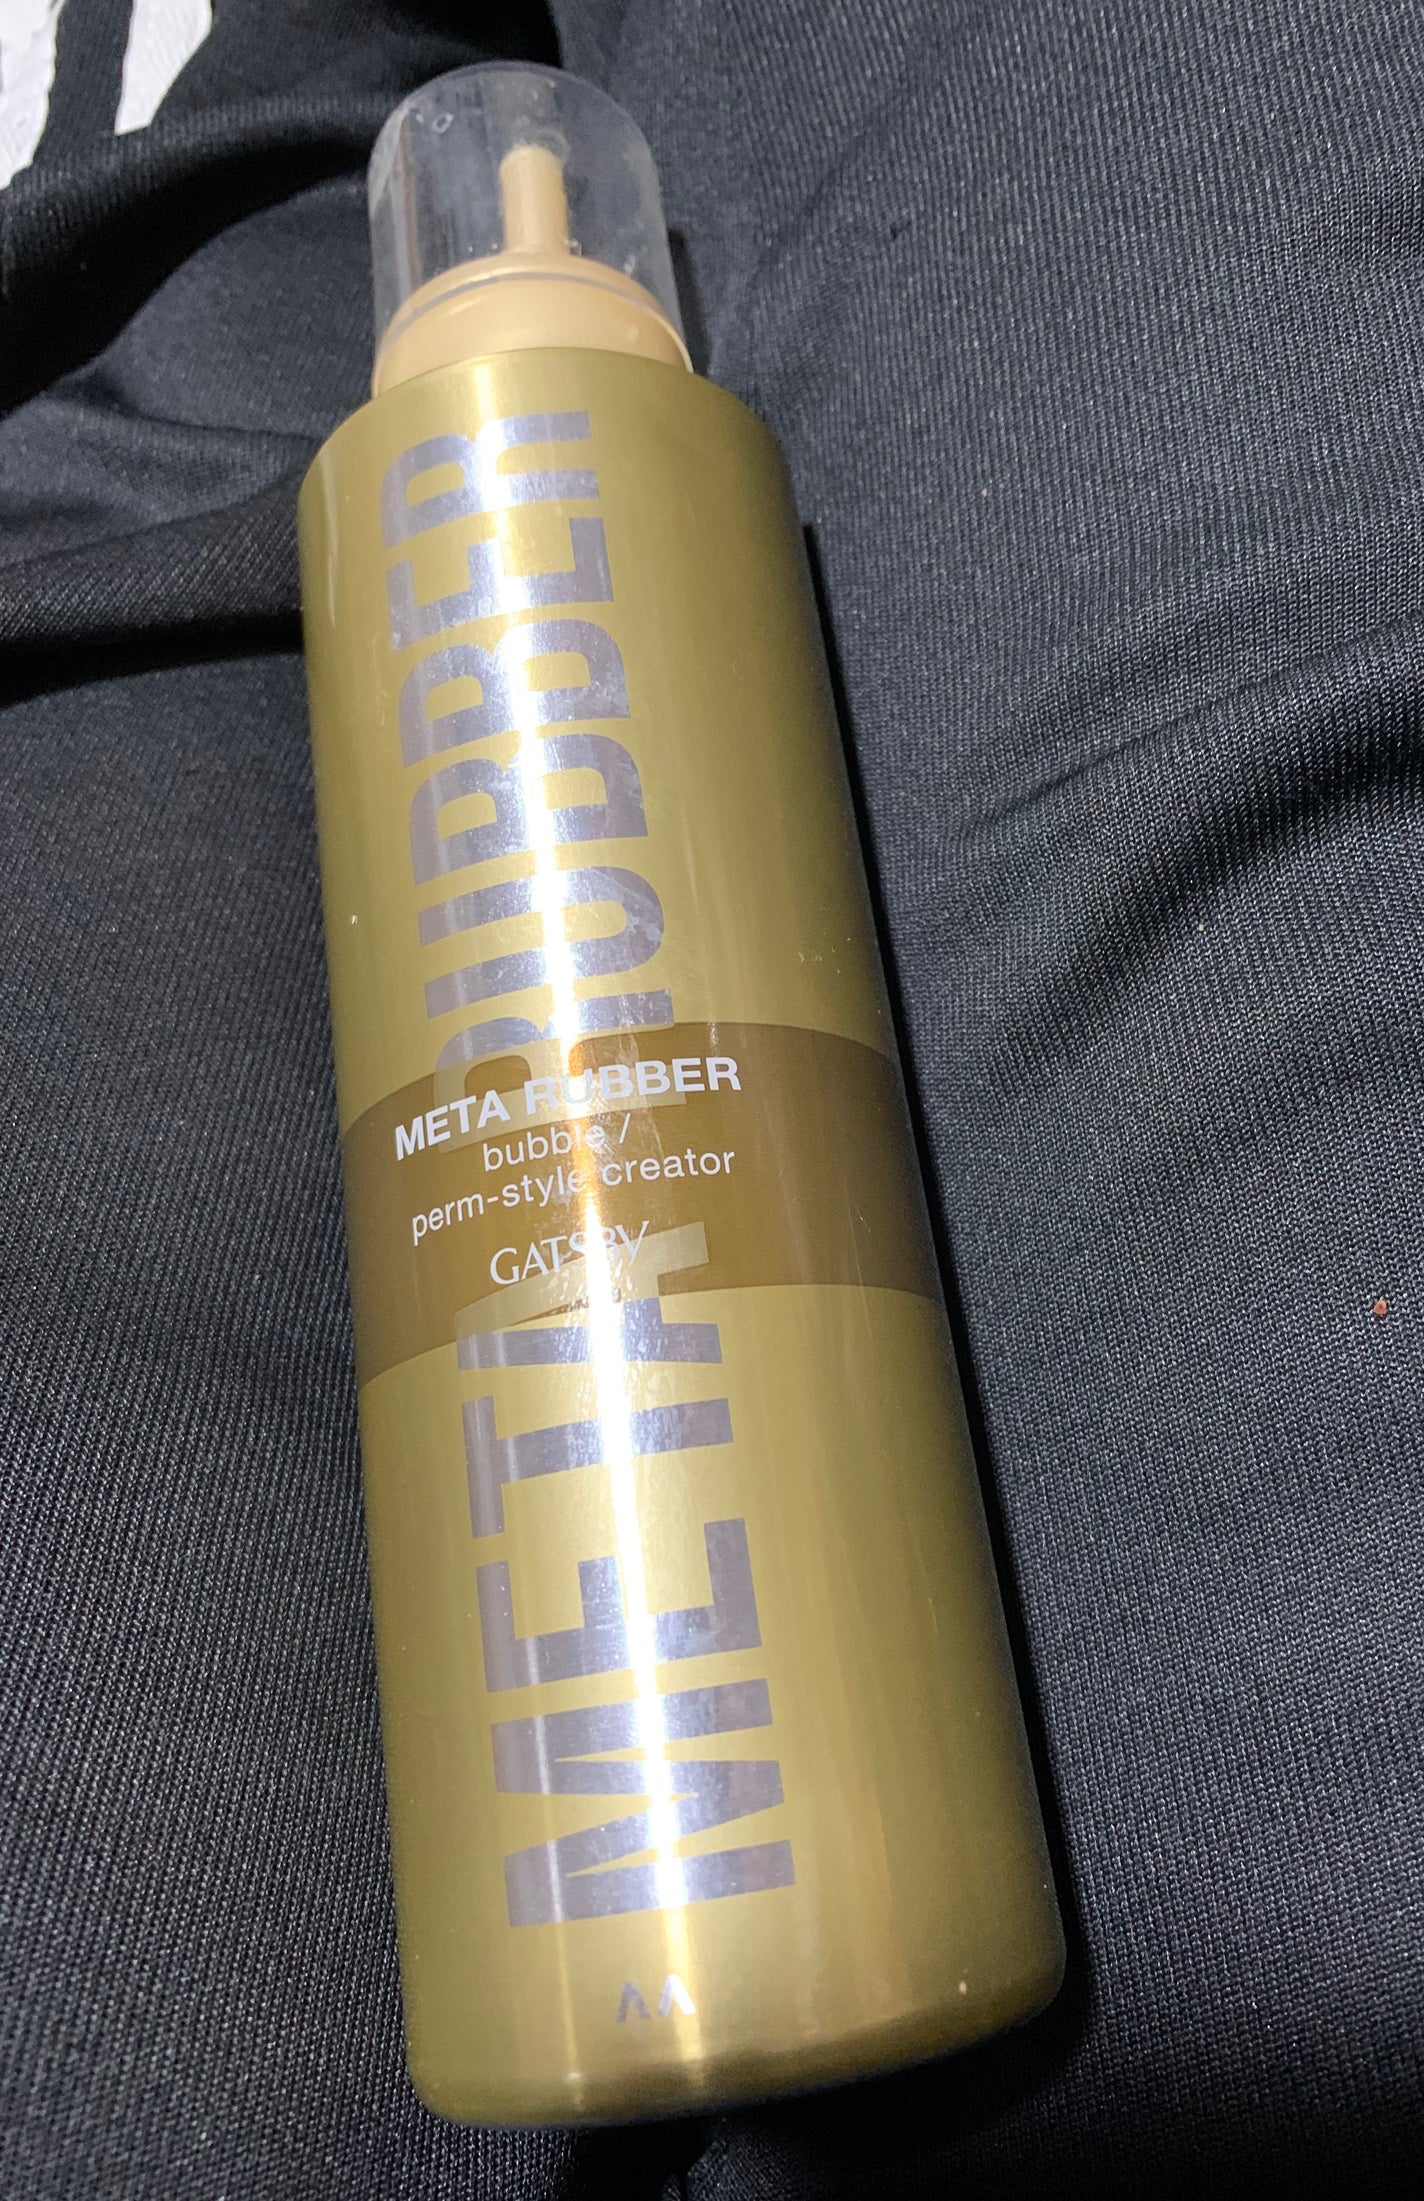 META RUBBER
META RUBBER
bubble /
perm-style creator
GATSBY